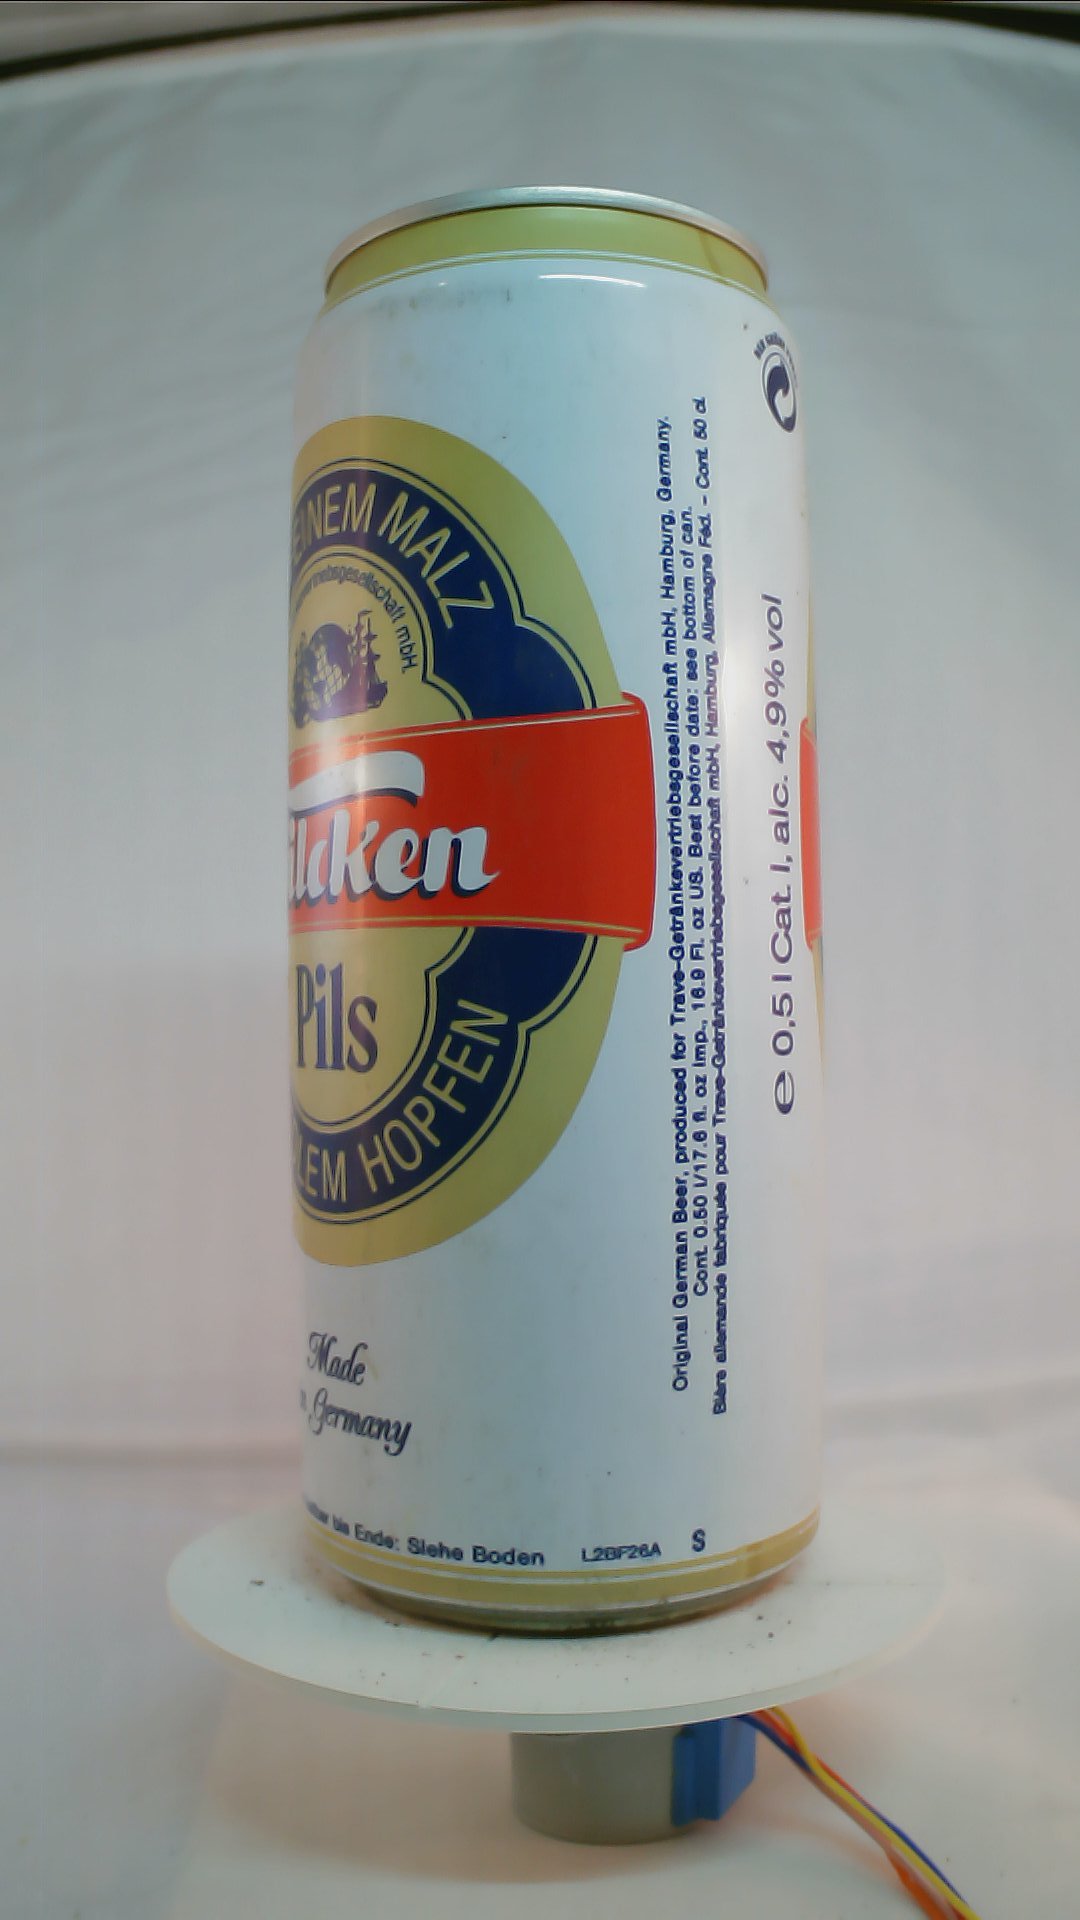 MALZ
mbH.
Pils
HOPFEN
Made
Germany
bis Ende: Siehe Boden
L2BF26A
S
Original German Beer, produced for Trave-Getränkevertriebsgesellschaft mbH, Hamburg, Germany.
Cont. 0.50 l/17.6 fl. oz Imp., 16.9 Fl. oz US. Best before date: see bottom of can.
Bière allemande fabriquée pour Trave-Getränkevertriebsgesellschaft mbH, Hamburg, Allemagne Féd. - Cont. 50 cl.
e 0,5 l Cat. I, alc. 4,9% vol